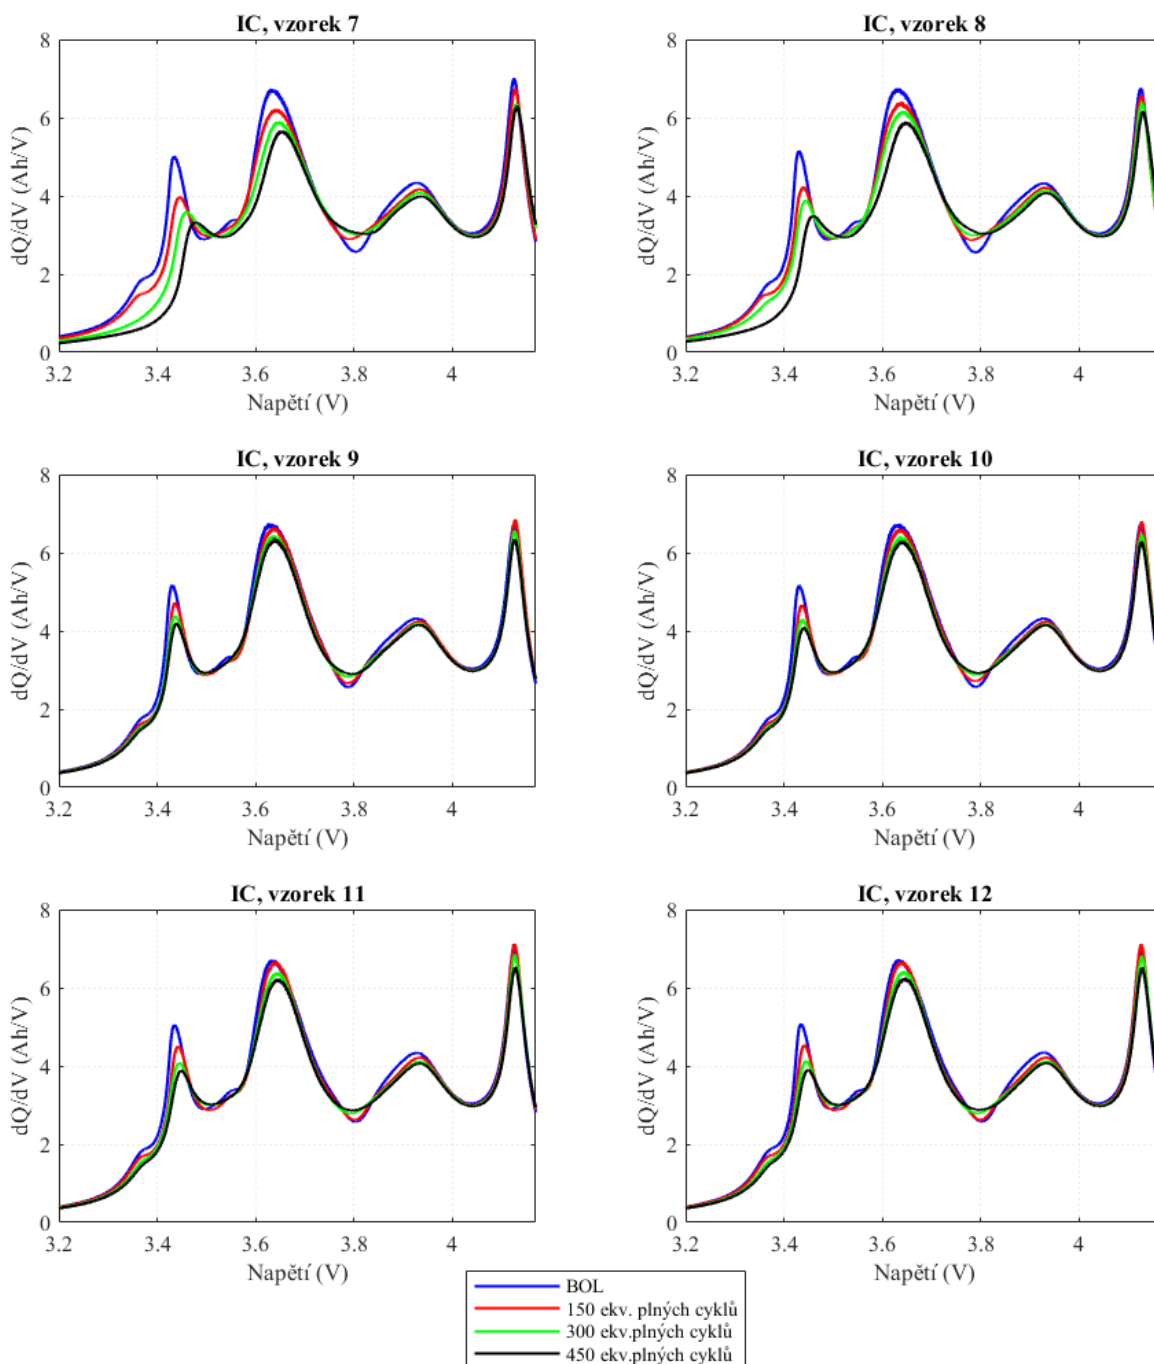 IC, vzorek 7
8
6
4
2
0
dQ/dV (Ah/V)
3.2 3.4 3.6 3.8 4
Napětí (V)
IC, vzorek 8
8
6
4
2
0
dQ/dV (Ah/V)
3.2 3.4 3.6 3.8 4
Napětí (V)
IC, vzorek 9
8
6
4
2
0
dQ/dV (Ah/V)
3.2 3.4 3.6 3.8 4
Napětí (V)
IC, vzorek 10
8
6
4
2
0
dQ/dV (Ah/V)
3.2 3.4 3.6 3.8 4
Napětí (V)
IC, vzorek 11
8
6
4
2
0
dQ/dV (Ah/V)
3.2 3.4 3.6 3.8 4
Napětí (V)
IC, vzorek 12
8
6
4
2
0
dQ/dV (Ah/V)
3.2 3.4 3.6 3.8 4
Napětí (V)
BOL
150 ekv. plných cyklů
300 ekv.plných cyklů
450 ekv.plných cyklů